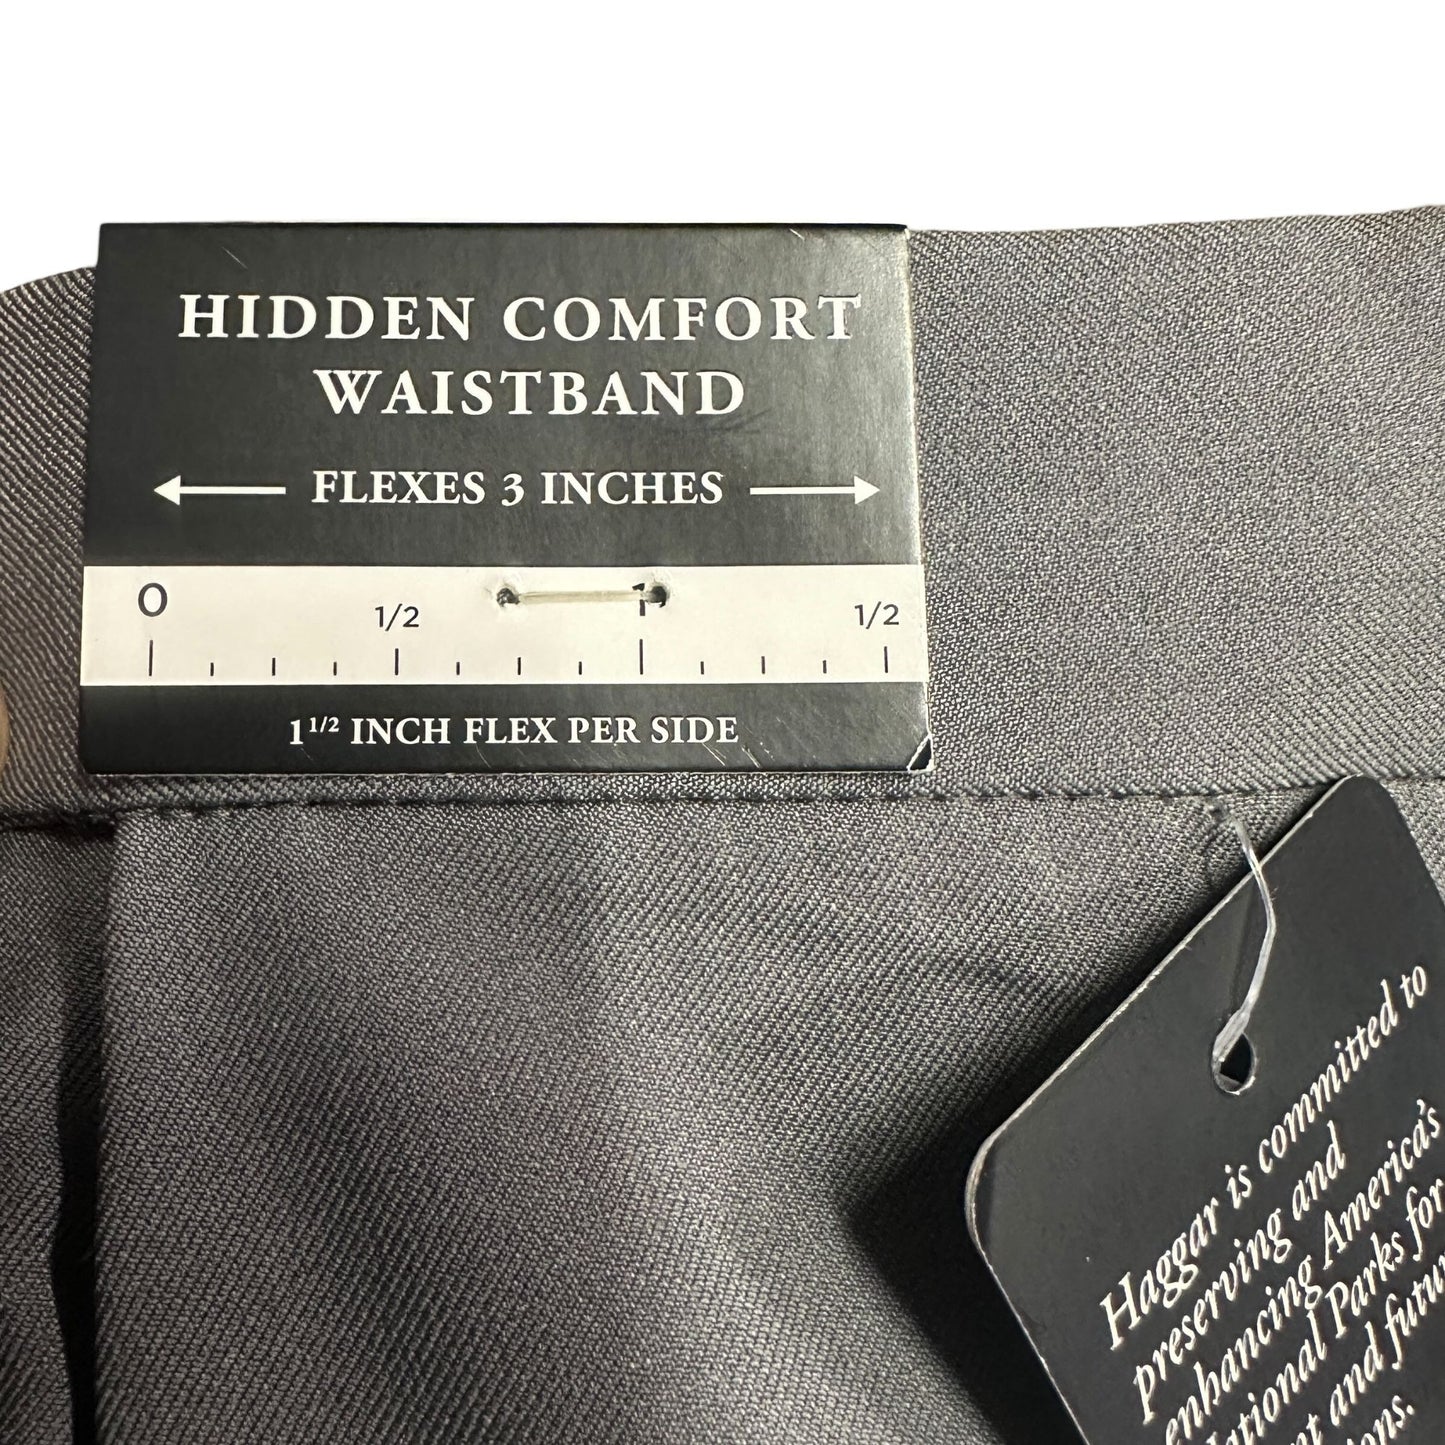 HIDDEN COMFORT
WAISTBAND
FLEXES 3 INCHES
0 1/2 1 1/2
1 1/2 INCH FLEX PER SIDE
Haggar is committed to
preserving and
enhancing America's
National Parks for
and